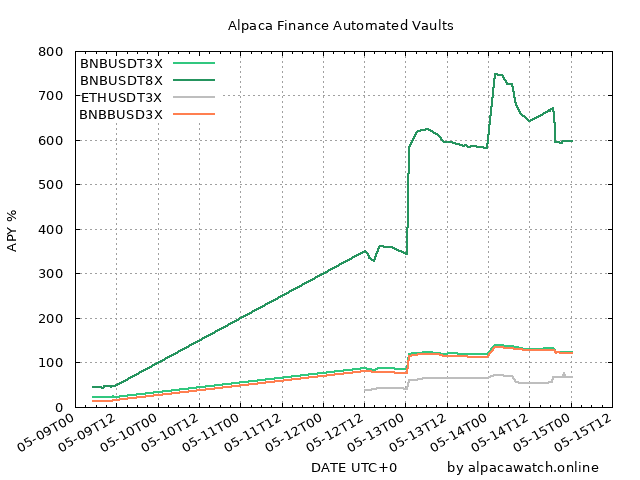 Alpaca Finance Automated Vaults
BNBUSDT3X
BNBUSDT8X
ETHUSDT3X
BNBBUSD3X
APY %
800
700
600
500
400
300
200
100
0
05-09T00
05-09T12
05-10T00
05-10T12
05-11T00
05-11T12
05-12T00
05-12T12
05-13T00
05-13T12
05-14T00
05-14T12
05-15T00
05-15T12
DATE UTC+0
by alpacawatch.online